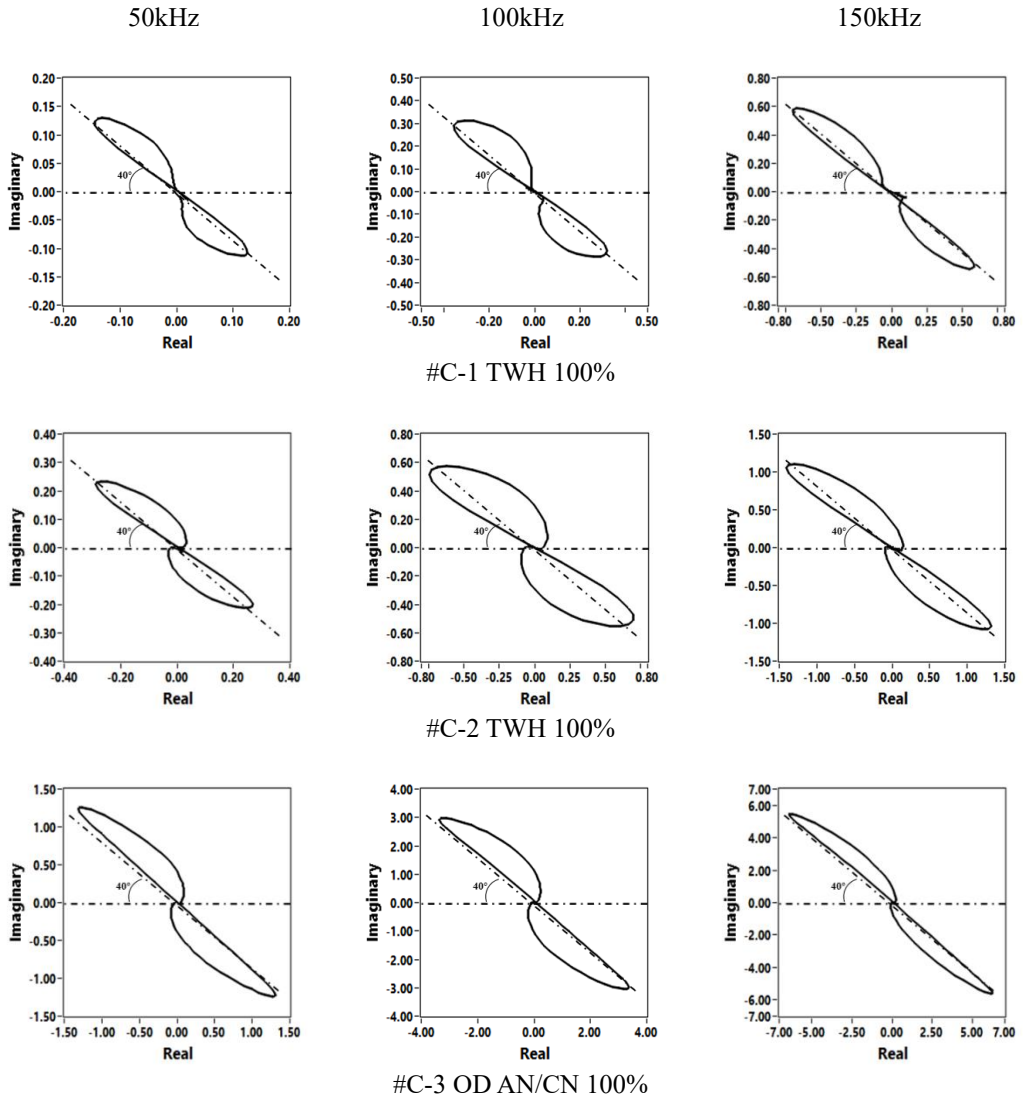 50kHz
100kHz
150kHz
0.20
0.15
0.10
0.05
0.00
-0.05
-0.10
-0.15
-0.20
Imaginary
40°
-0.20 -0.10 0.00 0.10 0.20
Real
0.50
0.40
0.30
0.20
0.10
0.00
-0.10
-0.20
-0.30
-0.40
-0.50
Imaginary
40°
-0.50 -0.20 0.00 0.20 0.50
Real
0.80
0.60
0.40
0.20
0.00
-0.20
-0.40
-0.60
-0.80
Imaginary
40°
-0.80 -0.50 -0.25 0.00 0.25 0.50 0.80
Real
#C-1 TWH 100%
0.40
0.30
0.20
0.10
0.00
-0.10
-0.20
-0.30
-0.40
Imaginary
40°
-0.40 -0.20 0.00 0.20 0.40
Real
0.80
0.60
0.40
0.20
0.00
-0.20
-0.40
-0.60
-0.80
Imaginary
40°
-0.80 -0.50 -0.25 0.00 0.25 0.50 0.80
Real
1.50
1.00
0.50
0.00
-0.50
-1.00
-1.50
Imaginary
40°
-1.50 -1.00 -0.50 0.00 0.50 1.00 1.50
Real
#C-2 TWH 100%
1.50
1.00
0.50
0.00
-0.50
-1.00
-1.50
Imaginary
40°
-1.50 -1.00 -0.50 0.00 0.50 1.00 1.50
Real
4.00
3.00
2.00
1.00
0.00
-1.00
-2.00
-3.00
-4.00
Imaginary
40°
-4.00 -2.00 0.00 2.00 4.00
Real
7.00
6.00
4.00
2.00
0.00
-2.00
-4.00
-6.00
-7.00
Imaginary
40°
-7.00 -2.50 0.00 2.50 7.00
Real
#C-3 OD AN/CN 100%